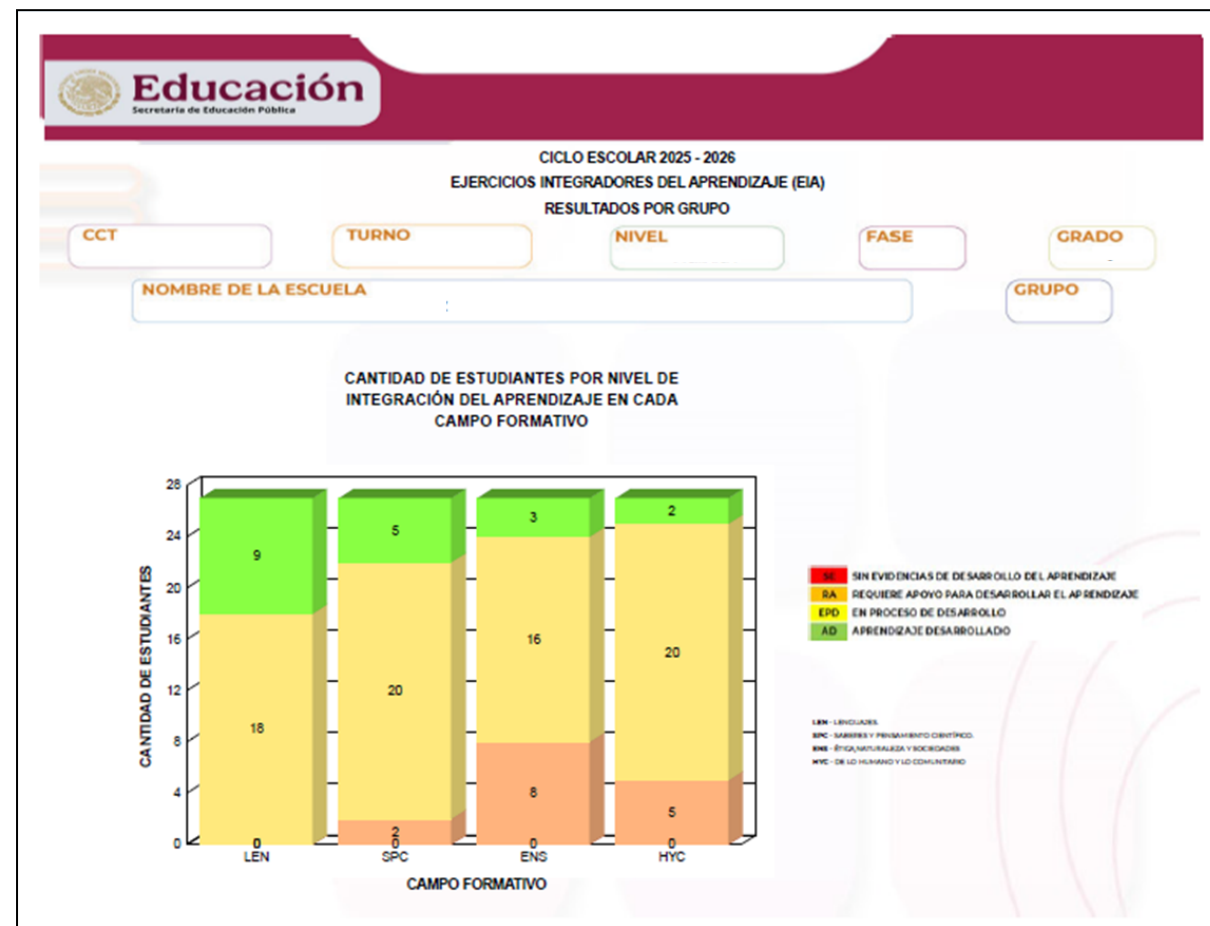 Educación
Secretaría de Educación Pública
CICLO ESCOLAR 2025 - 2026
EJERCICIOS INTEGRADORES DEL APRENDIZAJE (EIA)
RESULTADOS POR GRUPO
CCT TURNO NIVEL FASE GRADO
NOMBRE DE LA ESCUELA : GRUPO
CANTIDAD DE ESTUDIANTES POR NIVEL DE
INTEGRACIÓN DEL APRENDIZAJE EN CADA
CAMPO FORMATIVO
CANTIDAD DE ESTUDIANTES
28
24
20
16
12
8
4
0
9 5 3 2
18 20 16 20
0 2 8 5
0 0 0 0
LEN SPC ENS HYC
CAMPO FORMATIVO
SE SIN EVIDENCIAS DE DESARROLLO DEL APRENDIZAJE
RA REQUIERE APOYO PARA DESARROLLAR EL APRENDIZAJE
EPD EN PROCESO DE DESARROLLO
AD APRENDIZAJE DESARROLLADO
LEN - LENGUAJES.
SPC - SABERES Y PENSAMIENTO CIENTÍFICO.
ENS - ÉTICA, NATURALEZA Y SOCIEDADES
HYC - DE LO HUMANO Y LO COMUNITARIO